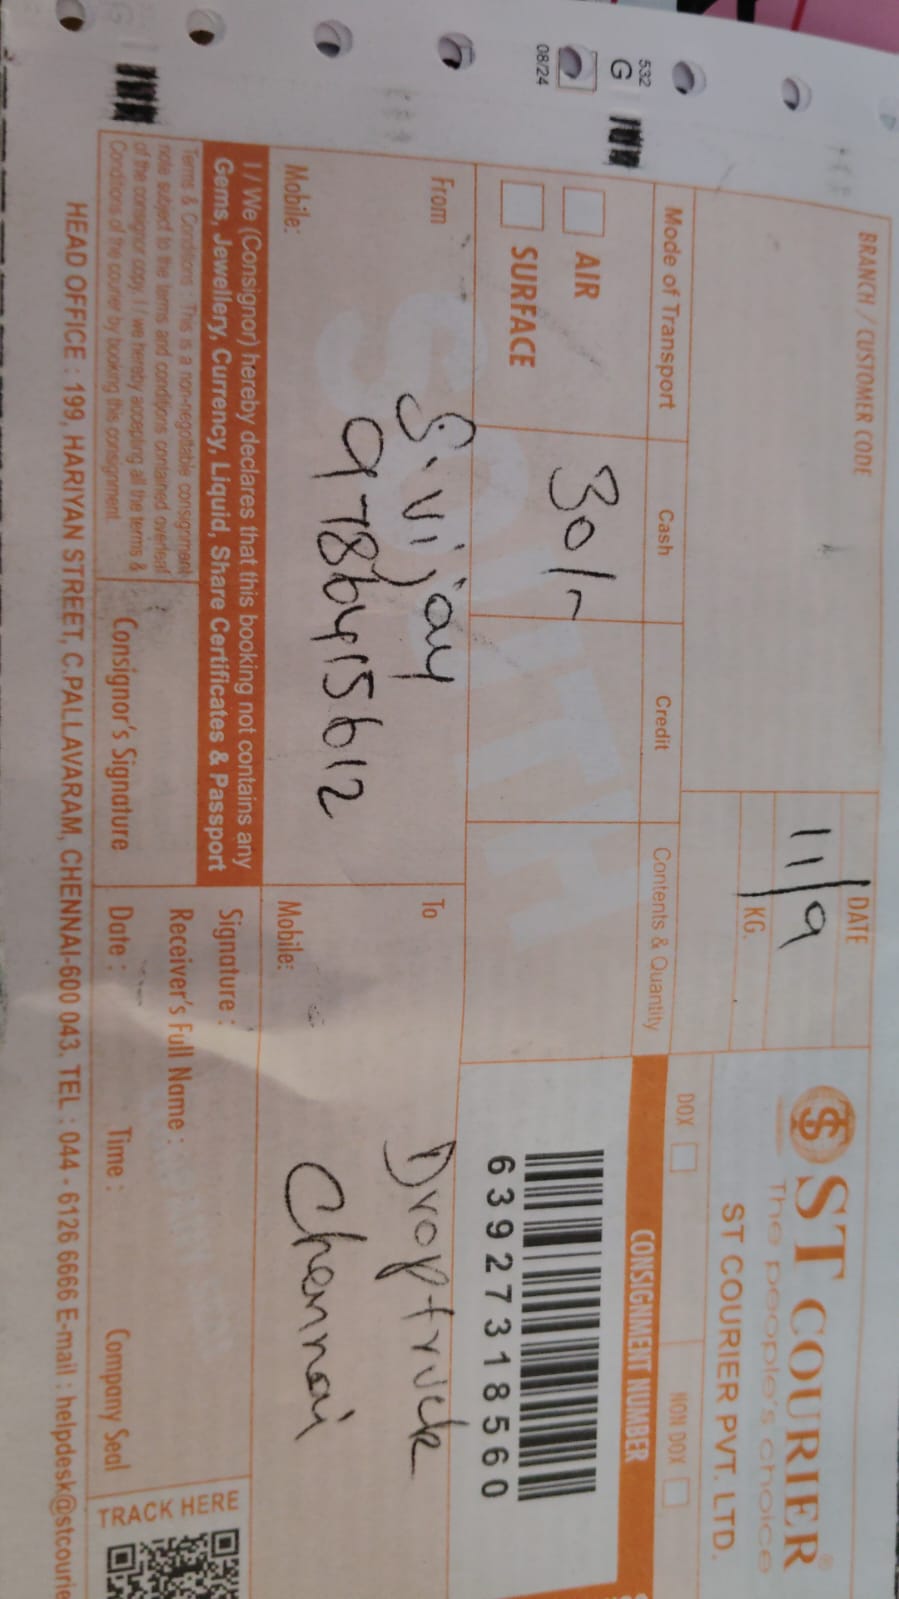 BRANCH / CUSTOMER CODE
DATE
11/9
KG.
ST COURIER
The people's choice
ST COURIER PVT. LTD.
DOX
NON DOX
Mode of Transport
Cash
Credit
Contents & Quantity
CONSIGNMENT NUMBER
532
G
08/24
AIR
SURFACE
30/-
SOUTH
63927318560
From
S. Vijay
9786415612
Mobile:
To
Droptruck
Chennai
Mobile:
I / We (Consignor) hereby declares that this booking not contains any
Gems, Jewellery, Currency, Liquid, Share Certificates & Passport
Terms & Conditions : This is a non-negotiable consignment
note subject to the terms and conditions contained overleaf
of the consignor copy. I / we hereby accepting all the terms &
Conditions of the courier by booking this consignment.
Consignor's Signature
Signature :
Receiver's Full Name :
Date :
Time :
Company Seal
TRACK HERE
HEAD OFFICE : 199, HARIYAN STREET, C.PALLAVARAM, CHENNAI-600 043. TEL : 044 - 6126 6666 E-mail : helpdesk@stcourie